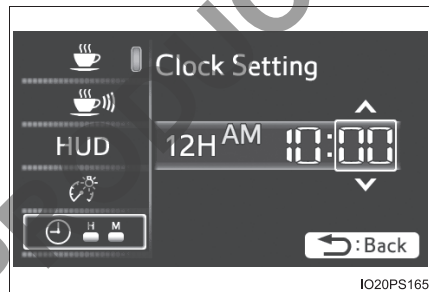 Clock Setting
HUD
12H AM 10:00
H M
:Back
IO20PS165